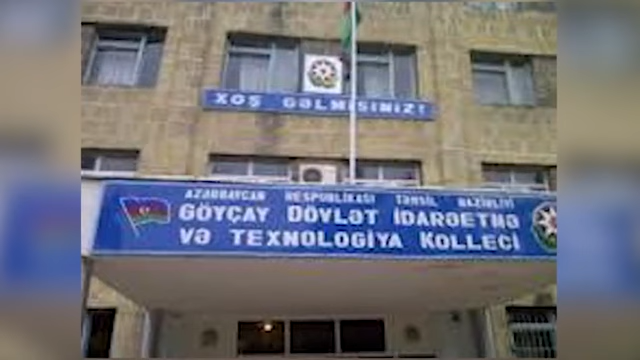 XOŞ GƏLMİSİNİZ!
AZƏRBAYCAN RESPUBLİKASI TƏHSİL NAZİRLİYİ
GÖYÇAY DÖVLƏT İDARƏETMƏ
VƏ TEXNOLOGİYA KOLLECİ